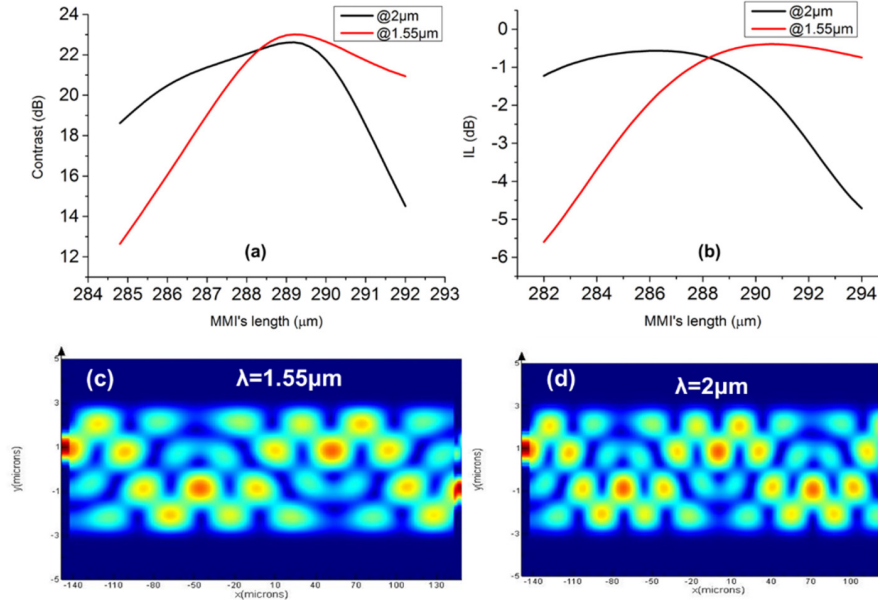 @2μm
@1.55μm
24
22
20
18
16
14
12
Contrast (dB)
(a)
284 285 286 287 288 289 290 291 292 293
MMI's length (μm)
@2μm
@1.55μm
0
-1
-2
-3
-4
-5
-6
IL (dB)
(b)
282 284 286 288 290 292 294
MMI's length (μm)
(c) λ=1.55μm
5
3
1
-1
-3
-5
y(microns)
-140 -110 -80 -50 -20 10 40 70 100 130
x(microns)
(d) λ=2μm
5
3
1
-1
-3
-5
y(microns)
-140 -110 -80 -50 -20 10 40 70 100
x(microns)